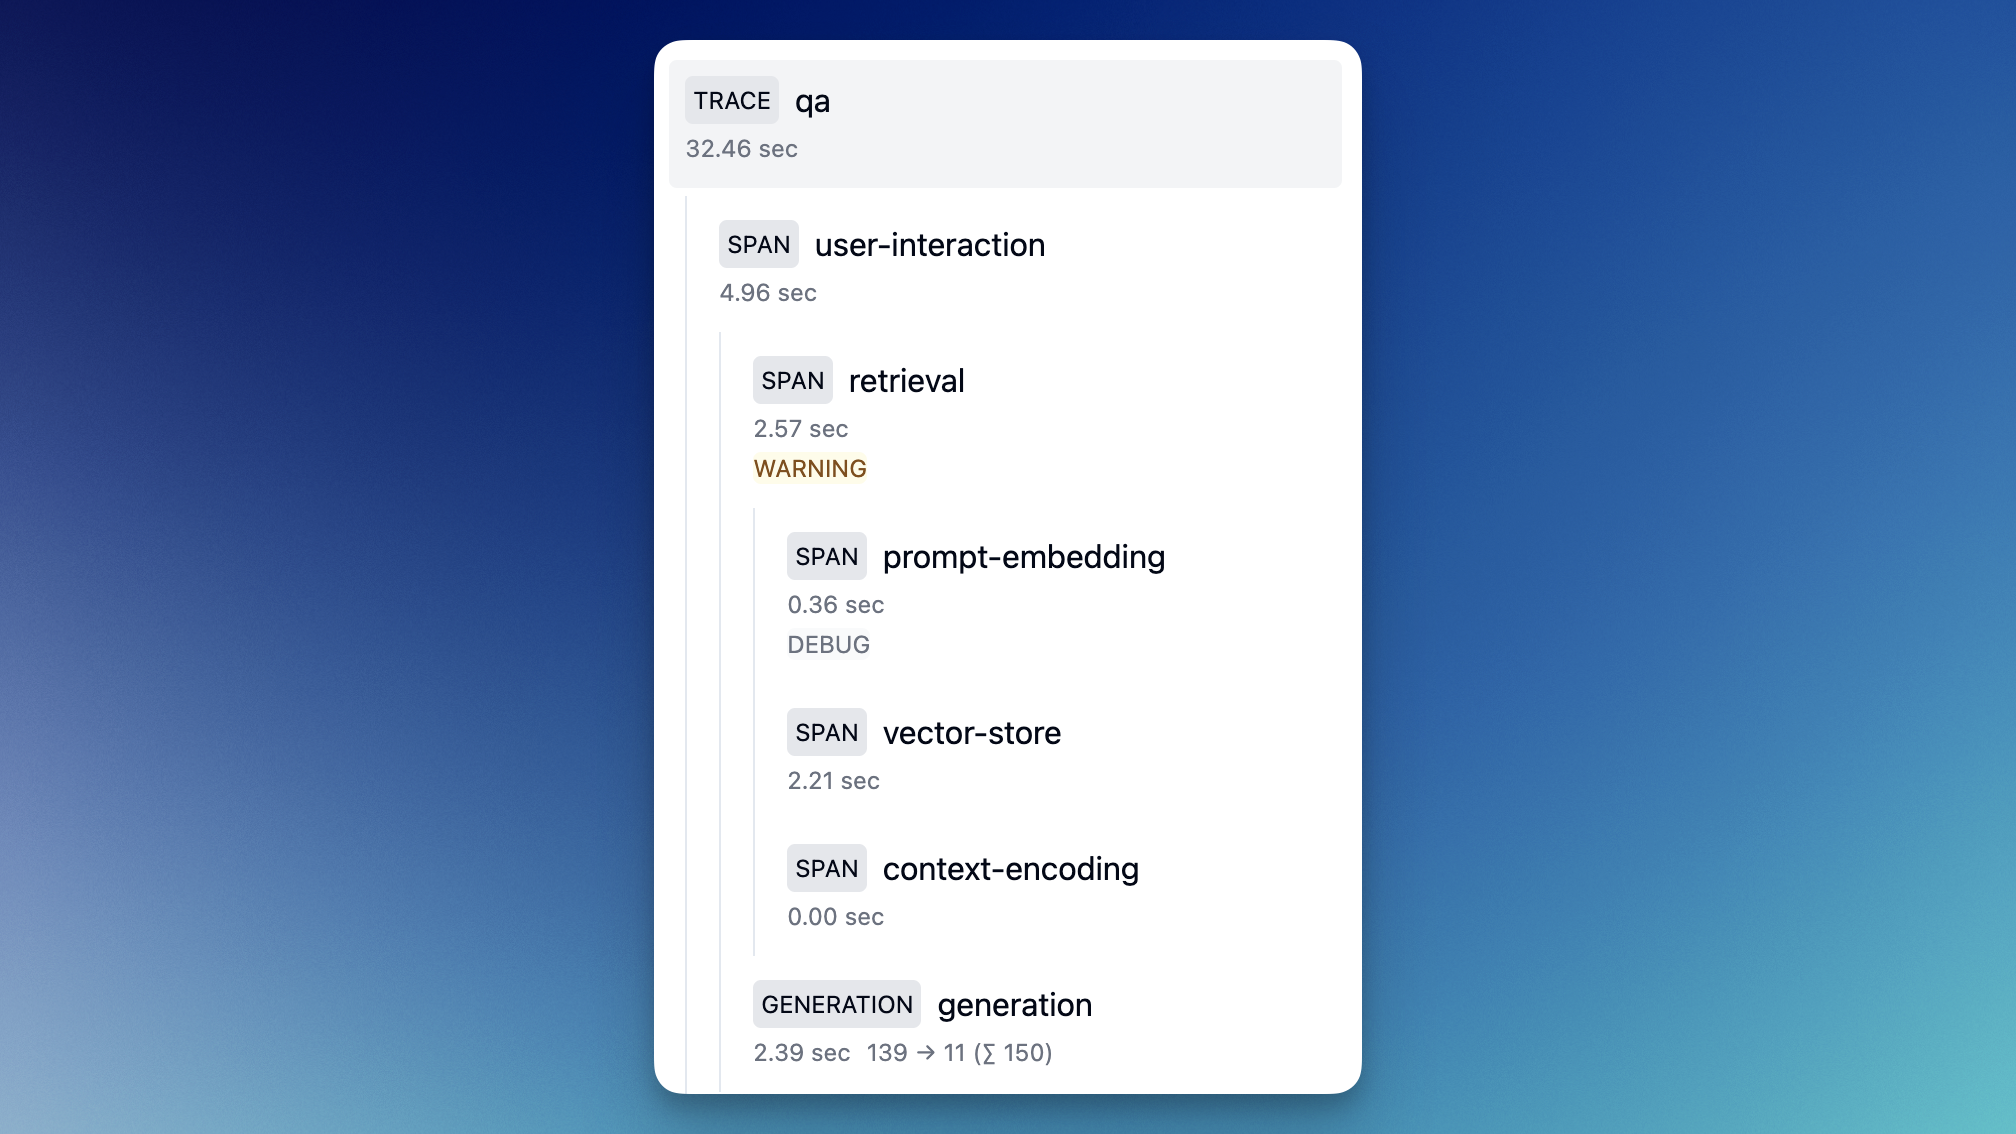 TRACE qa
32.46 sec
SPAN user-interaction
4.96 sec
SPAN retrieval
2.57 sec
WARNING
SPAN prompt-embedding
0.36 sec
DEBUG
SPAN vector-store
2.21 sec
SPAN context-encoding
0.00 sec
GENERATION generation
2.39 sec 139 → 11 (∑ 150)